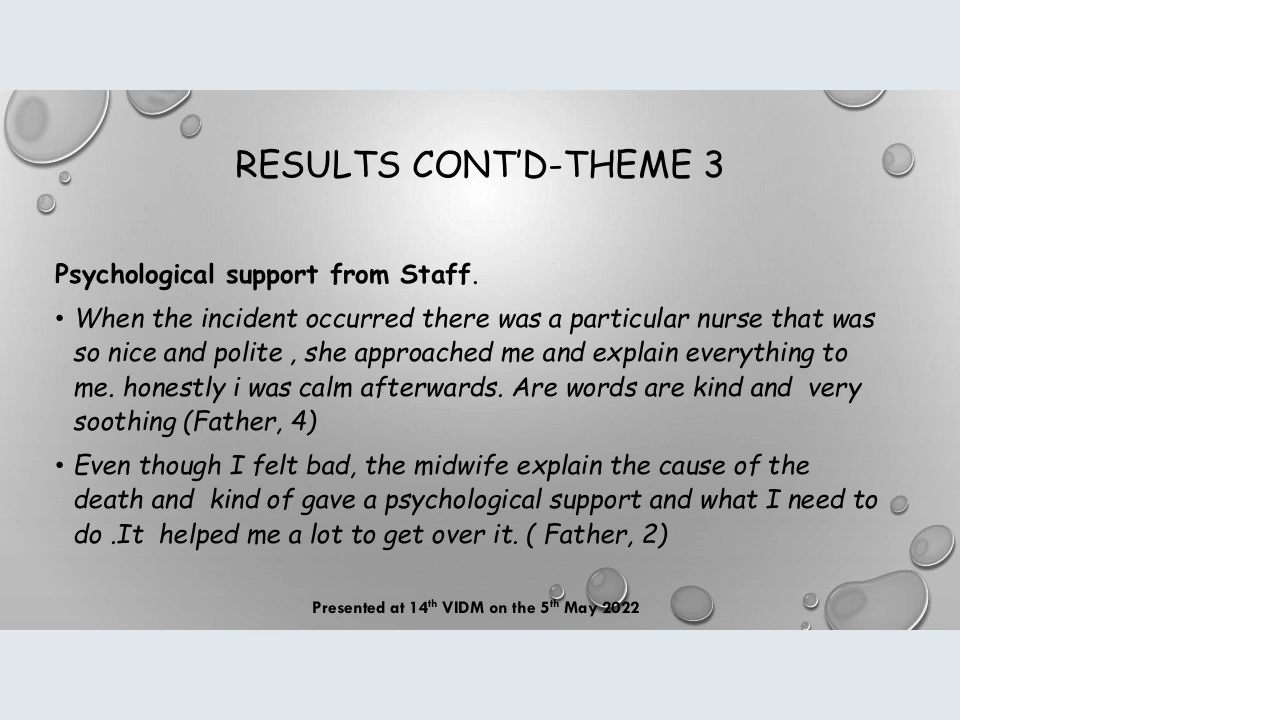 RESULTS CONT'D-THEME 3
Psychological support from Staff.
• When the incident occurred there was a particular nurse that was
so nice and polite , she approached me and explain everything to
me. honestly i was calm afterwards. Are words are kind and  very
soothing (Father, 4)
• Even though I felt bad, the midwife explain the cause of the
death and  kind of gave a psychological support and what I need to
do .It  helped me a lot to get over it. ( Father, 2)
Presented at 14th VIDM on the 5th May 2022